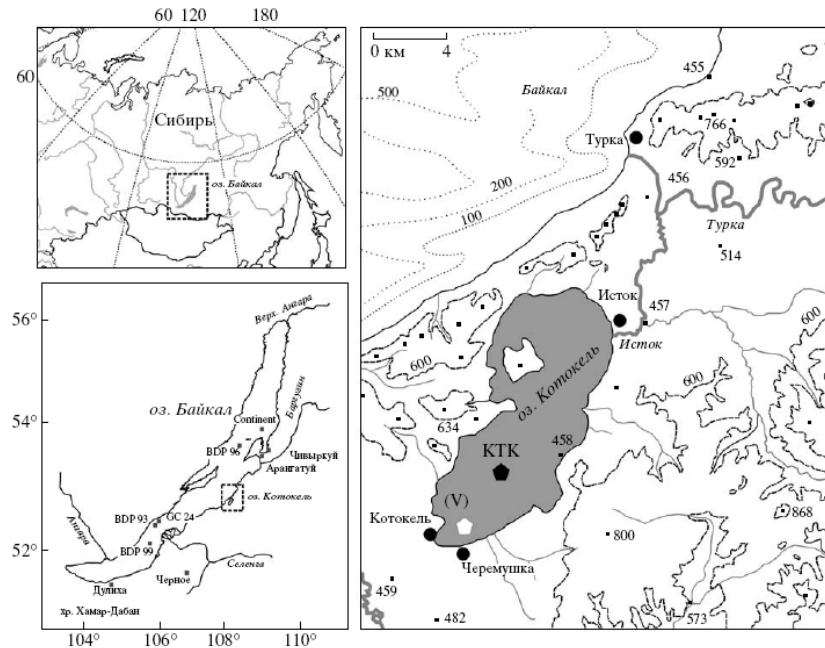 60 120 180
60
Сибирь
оз. Байкал
56°
54°
52°
104° 106° 108° 110°
Верх. Ангара
Баргузин
оз. Байкал
Continent
BDP 96
Чивыркуй
Арангатуй
оз. Котокель
BDP 93
GC 24
BDP 99
Ангара
Селенга
Дулиха
Черное
хр. Хамар-Дабан
0 км 4
455
Байкал
500
766
Турка
592
200
456
100
Турка
514
Исток
457
600
Исток
оз. Котокель
600
600
634
458
КТК
(V)
868
Котокель
800
Черемушка
459
573
482